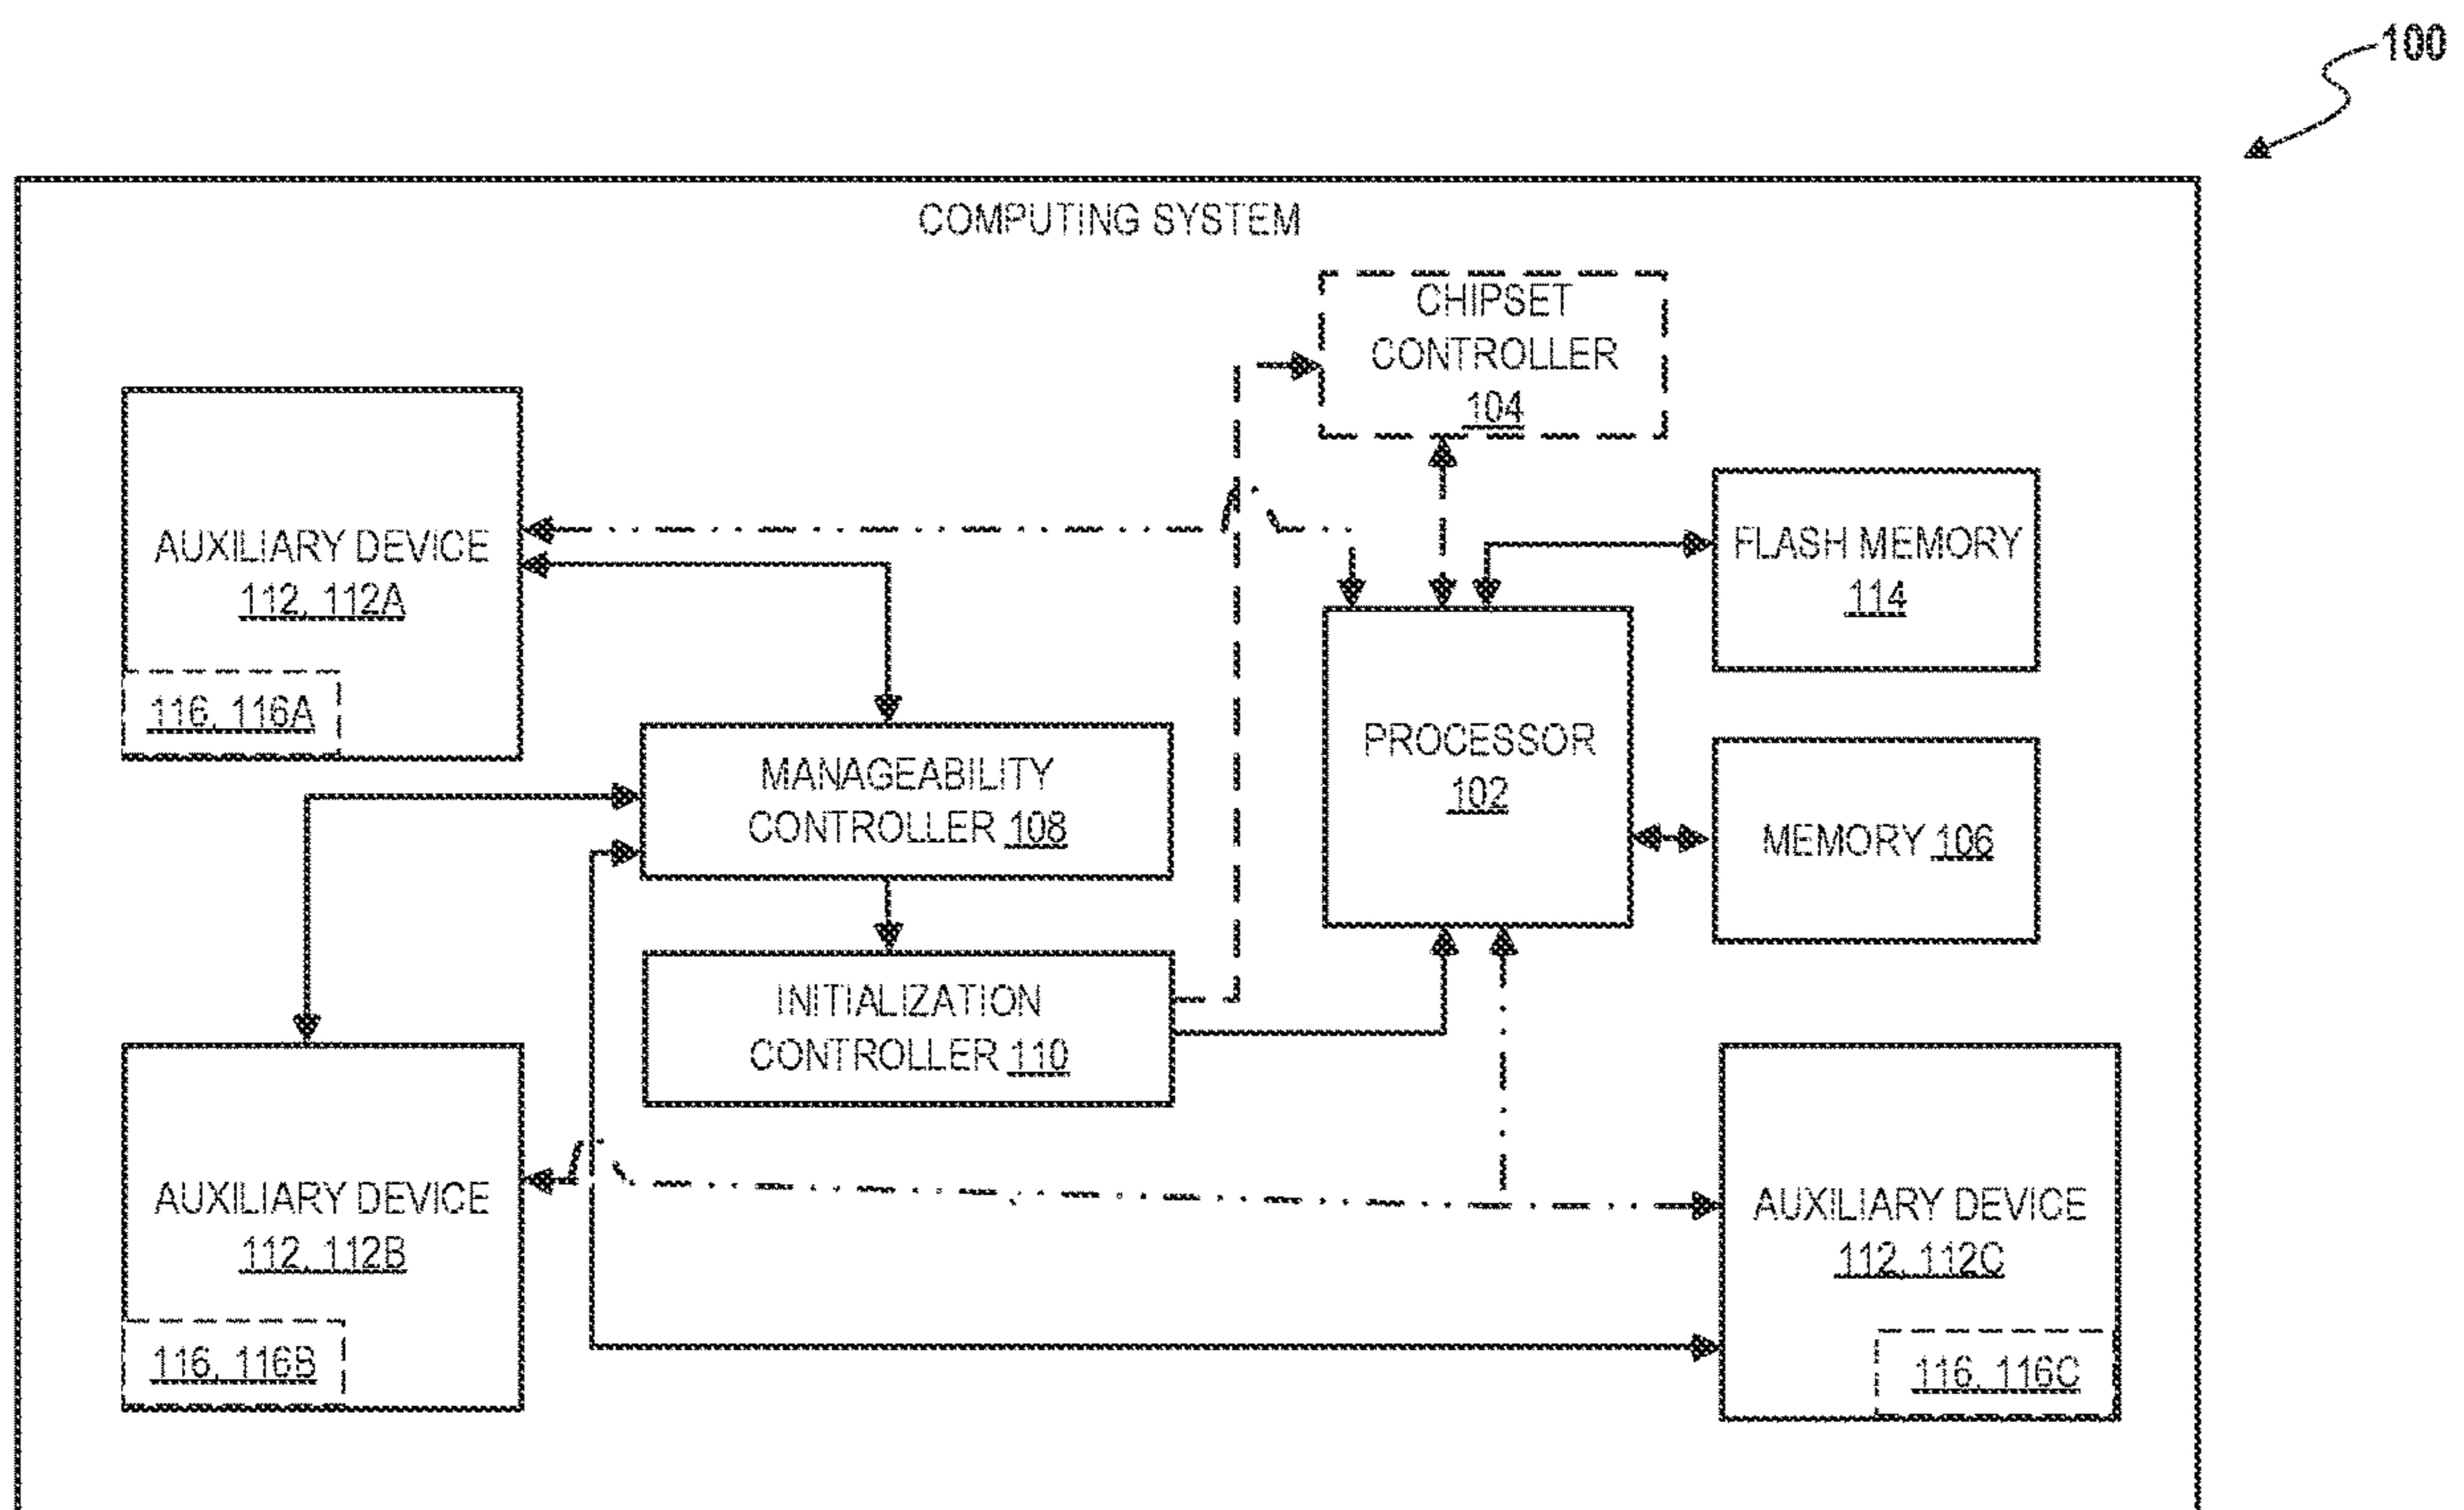 100
COMPUTING SYSTEM
CHIPSET
CONTROLLER
104
AUXILIARY DEVICE
112, 112A
116, 116A
FLASH MEMORY
114
PROCESSOR
102
MANAGEABILITY
CONTROLLER 108
MEMORY 106
INITIALIZATION
CONTROLLER 110
AUXILIARY DEVICE
112, 112B
116, 116B
AUXILIARY DEVICE
112, 112C
116, 116C